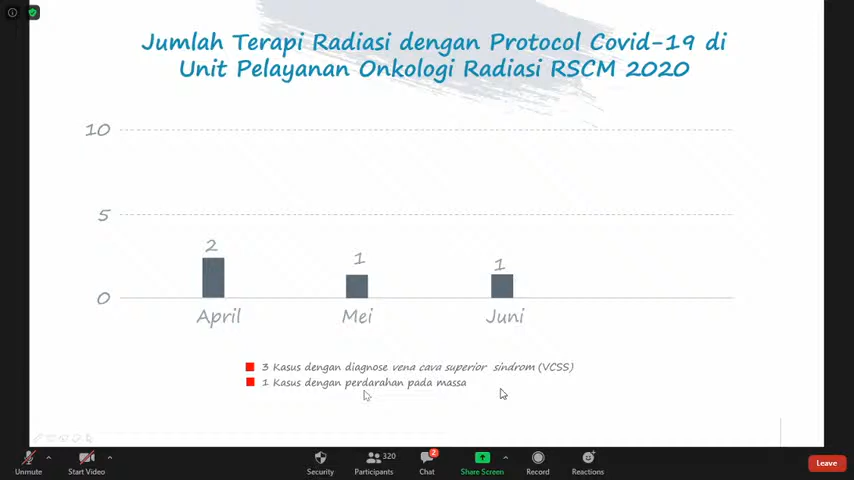 Jumlah Terapi Radiasi dengan Protocol Covid-19 di
Unit Pelayanan Onkologi Radiasi RSCM 2020
10
5
0
2
1
1
April
Mei
Juni
3 Kasus dengan diagnose vena cava superior sindrom (VCSS)
1 Kasus dengan perdarahan pada massa
Unmute
Start Video
Security
320
Participants
2
Chat
Share Screen
Record
Reactions
Leave